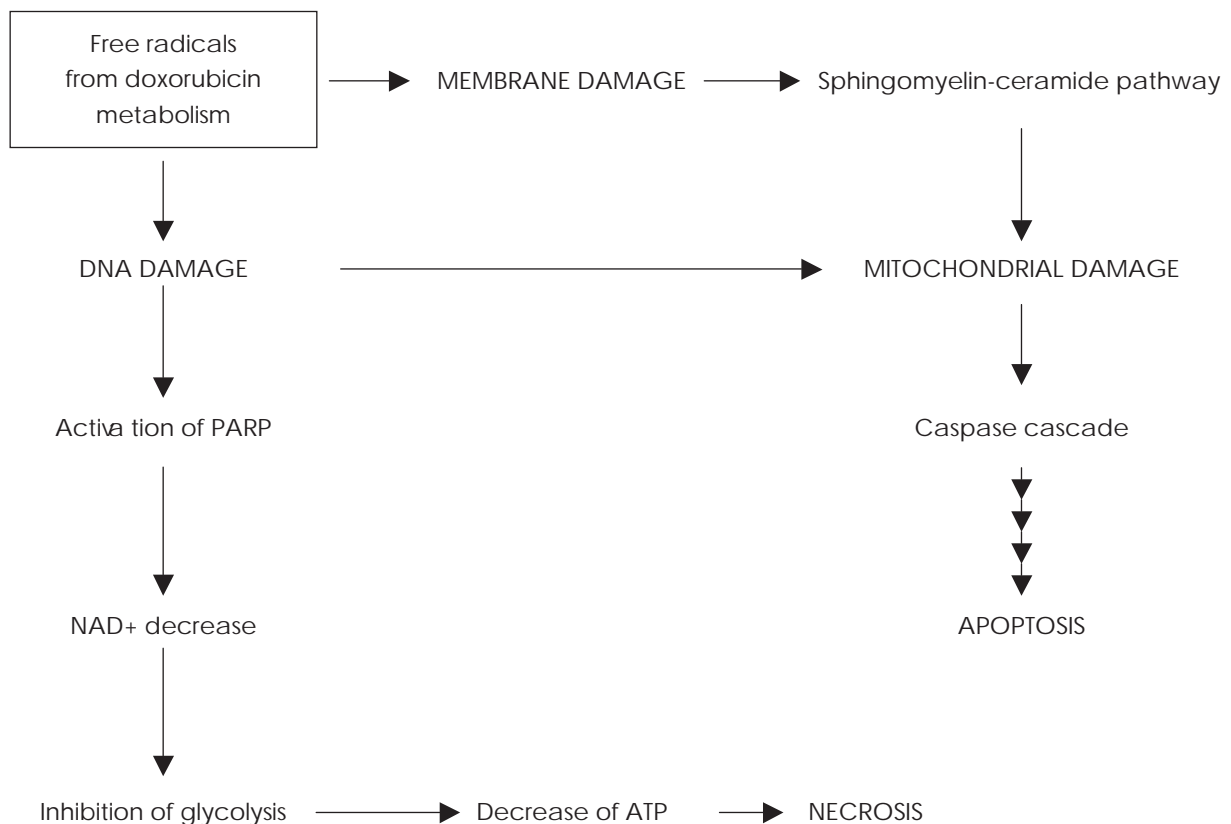 Free radicals
from doxorubicin
metabolism
MEMBRANE DAMAGE
Sphingomyelin-ceramide pathway
DNA DAMAGE
MITOCHONDRIAL DAMAGE
Activa tion of PARP
Caspase cascade
NAD+ decrease
APOPTOSIS
Inhibition of glycolysis
Decrease of ATP
NECROSIS